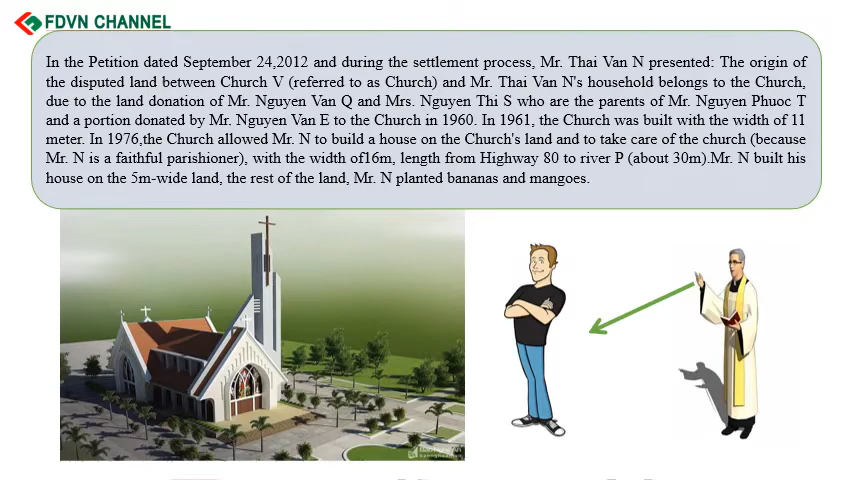 FDVN CHANNEL
In the Petition dated September 24,2012 and during the settlement process, Mr. Thai Van N presented: The origin of
the disputed land between Church V (referred to as Church) and Mr. Thai Van N's household belongs to the Church,
due to the land donation of Mr. Nguyen Van Q and Mrs. Nguyen Thi S who are the parents of Mr. Nguyen Phuoc T
and a portion donated by Mr. Nguyen Van E to the Church in 1960. In 1961, the Church was built with the width of 11
meter. In 1976,the Church allowed Mr. N to build a house on the Church's land and to take care of the church (because
Mr. N is a faithful parishioner), with the width of16m, length from Highway 80 to river P (about 30m).Mr. N built his
house on the 5m-wide land, the rest of the land, Mr. N planted bananas and mangoes.